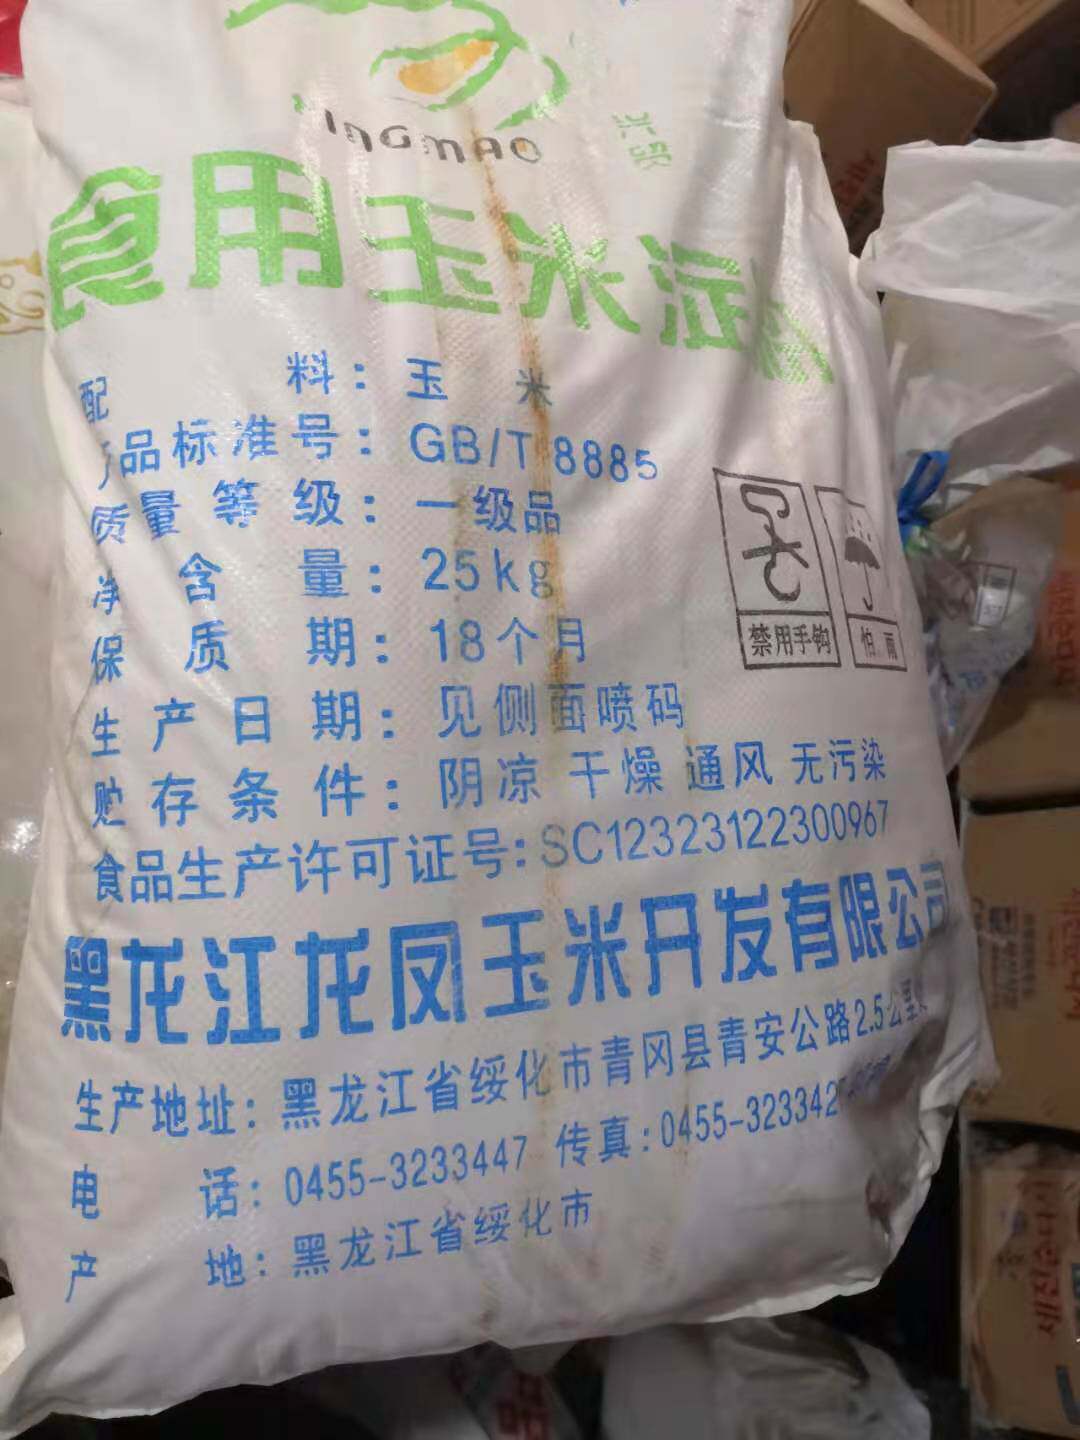 INGMAO
食用玉米淀粉
配料：玉米
产品标准号：GB/T 8885
质量等级：一级品
净含量：25kg
保质期：18个月
生产日期：见侧面喷码
贮存条件：阴凉 干燥 通风 无污染
食品生产许可证号：SC12323122300967
禁用手钩
怕雨
黑龙江龙凤玉米开发有限公司
生产地址：黑龙江省绥化市青冈县青安公路2.5公里
电话：0455-3233447 传真：0455-323342
产地：黑龙江省绥化市